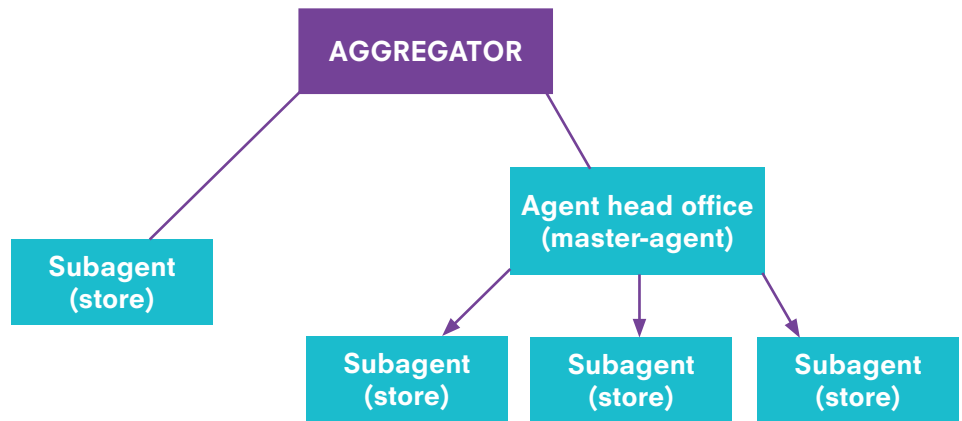 AGGREGATOR
Agent head office
(master-agent)
Subagent
(store)
Subagent
(store)
Subagent
(store)
Subagent
(store)